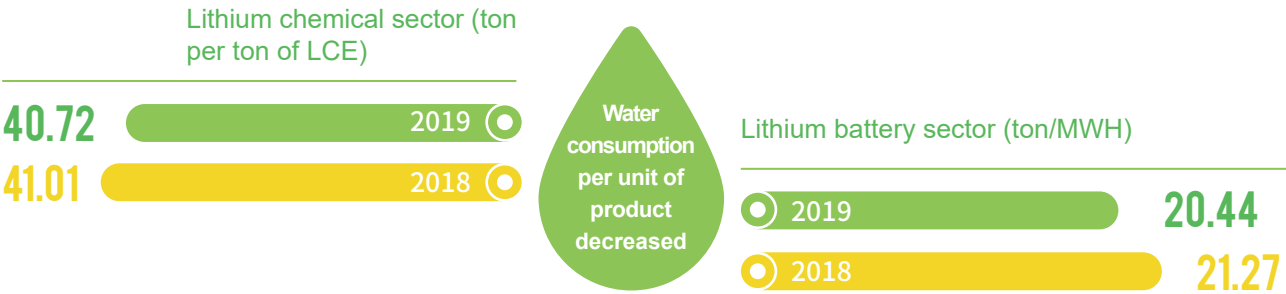 Lithium chemical sector (ton
per ton of LCE)
40.72 2019
41.01 2018
Water
consumption
per unit of
product
decreased
Lithium battery sector (ton/MWH)
2019 20.44
2018 21.27